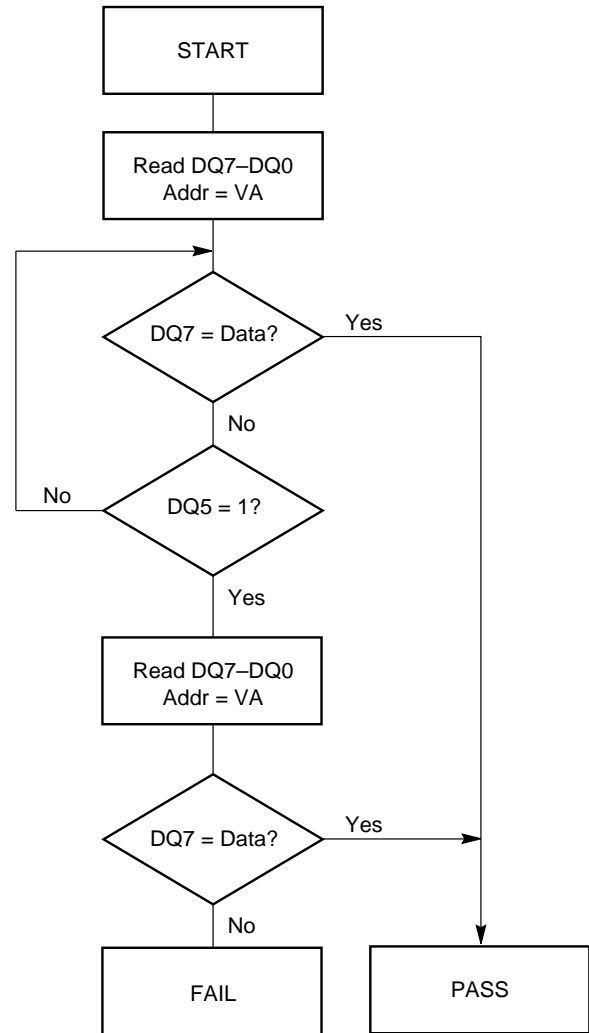 START
Read DQ7–DQ0
Addr = VA
DQ7 = Data?
Yes
No
No
DQ5 = 1?
Yes
Read DQ7–DQ0
Addr = VA
DQ7 = Data?
Yes
No
FAIL
PASS